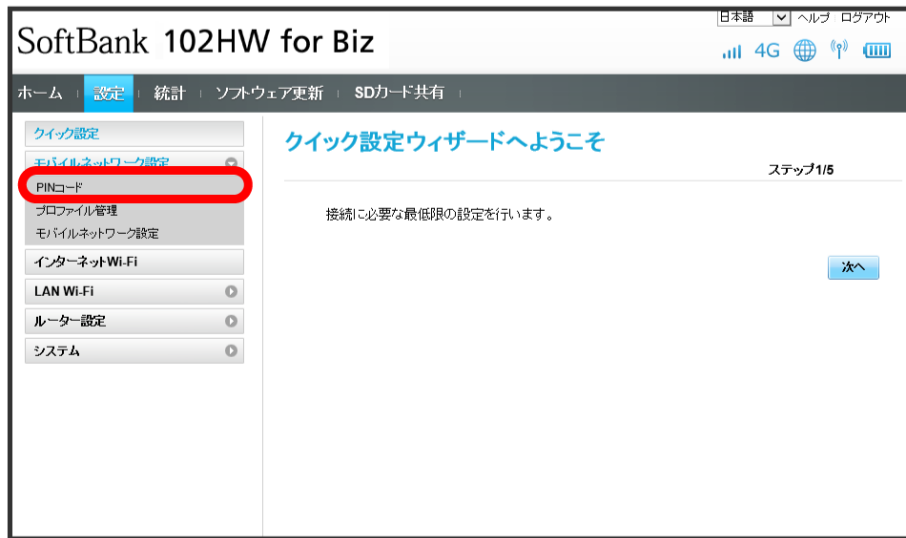 日本語 ヘルプ ログアウト
SoftBank 102HW for Biz
4G
ホーム 設定 統計 ソフトウェア更新 SDカード共有
クイック設定
モバイルネットワーク設定
PINコード
プロファイル管理
モバイルネットワーク設定
インターネットWi-Fi
LAN Wi-Fi
ルーター設定
システム
クイック設定ウィザードへようこそ
ステップ1/5
接続に必要な最低限の設定を行います。
次へ